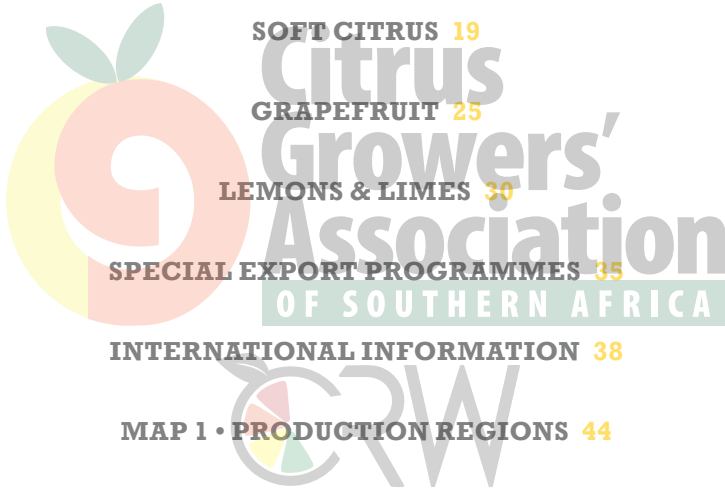 SOFT CITRUS 19
Citrus
GRAPEFRUIT 25
Growers'
LEMONS & LIMES 30
Association
SPECIAL EXPORT PROGRAMMES 35
OF SOUTHERN AFRICA
INTERNATIONAL INFORMATION 38
CRW
MAP 1 • PRODUCTION REGIONS 44